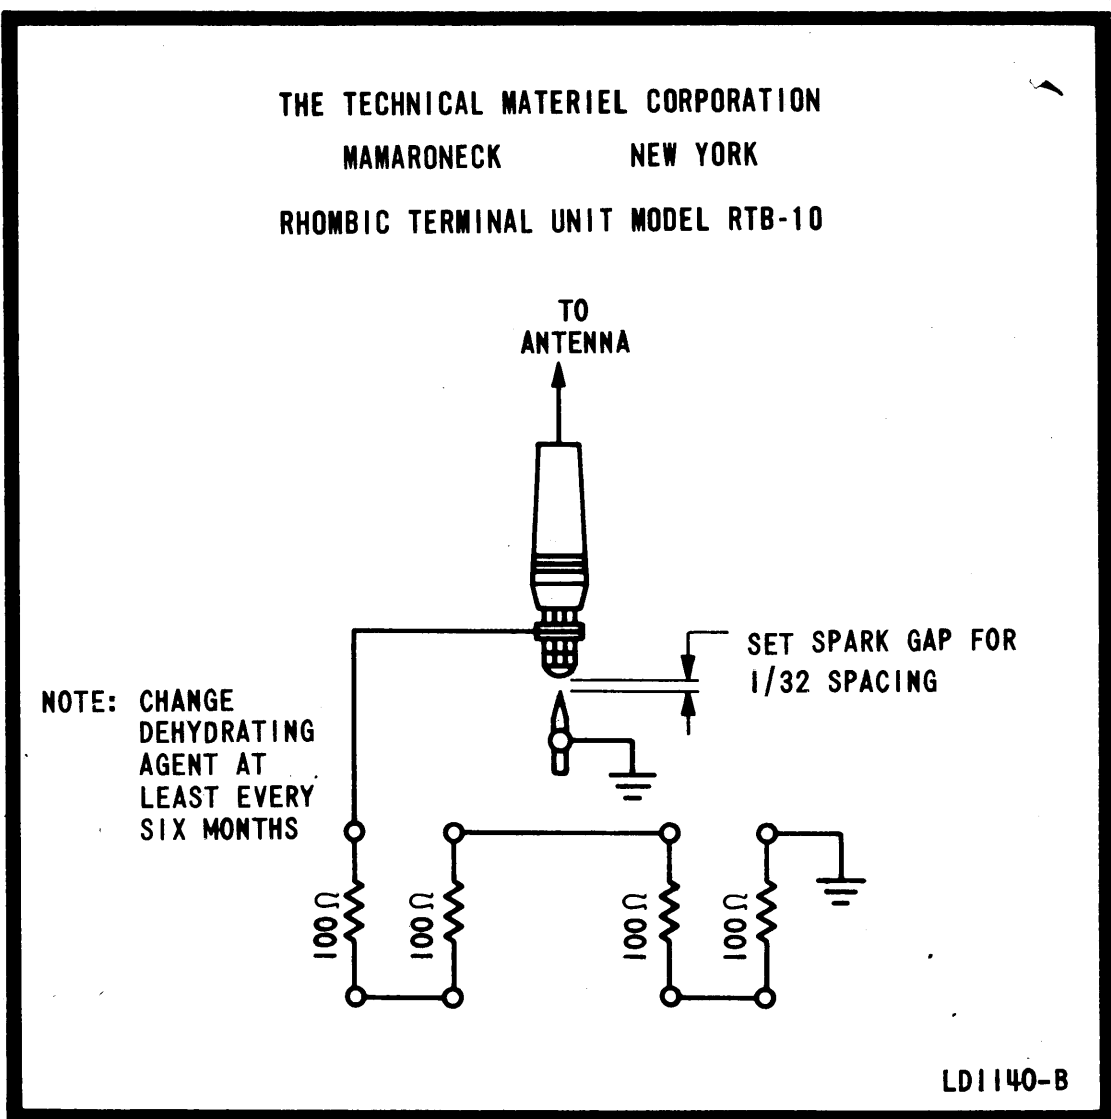 THE TECHNICAL MATERIEL CORPORATION
MAMARONECK NEW YORK
RHOMBIC TERMINAL UNIT MODEL RTB-10
TO
ANTENNA
SET SPARK GAP FOR
1/32 SPACING
NOTE: CHANGE
DEHYDRATING
AGENT AT
LEAST EVERY
SIX MONTHS
100Ω
100Ω
100Ω
100Ω
LD1140-B